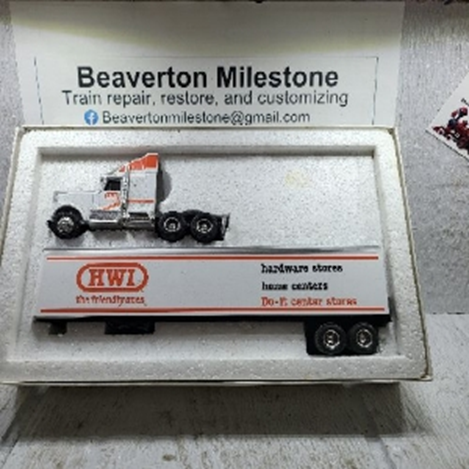 Beaverton Milestone
Train repair, restore, and customizing
Beavertonmilestone@gmail.com
HWI
the friendly ones
hardware stores
home centers
Do-it center stores